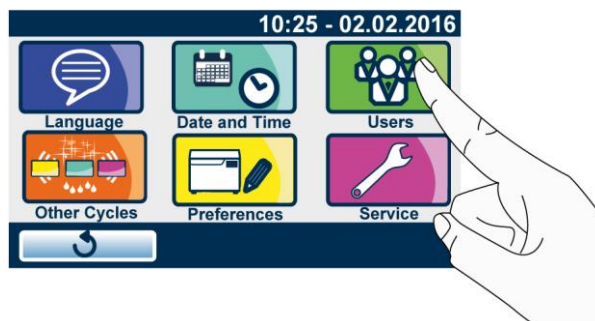 10:25 - 02.02.2016
Language Date and Time Users
Other Cycles Preferences Service